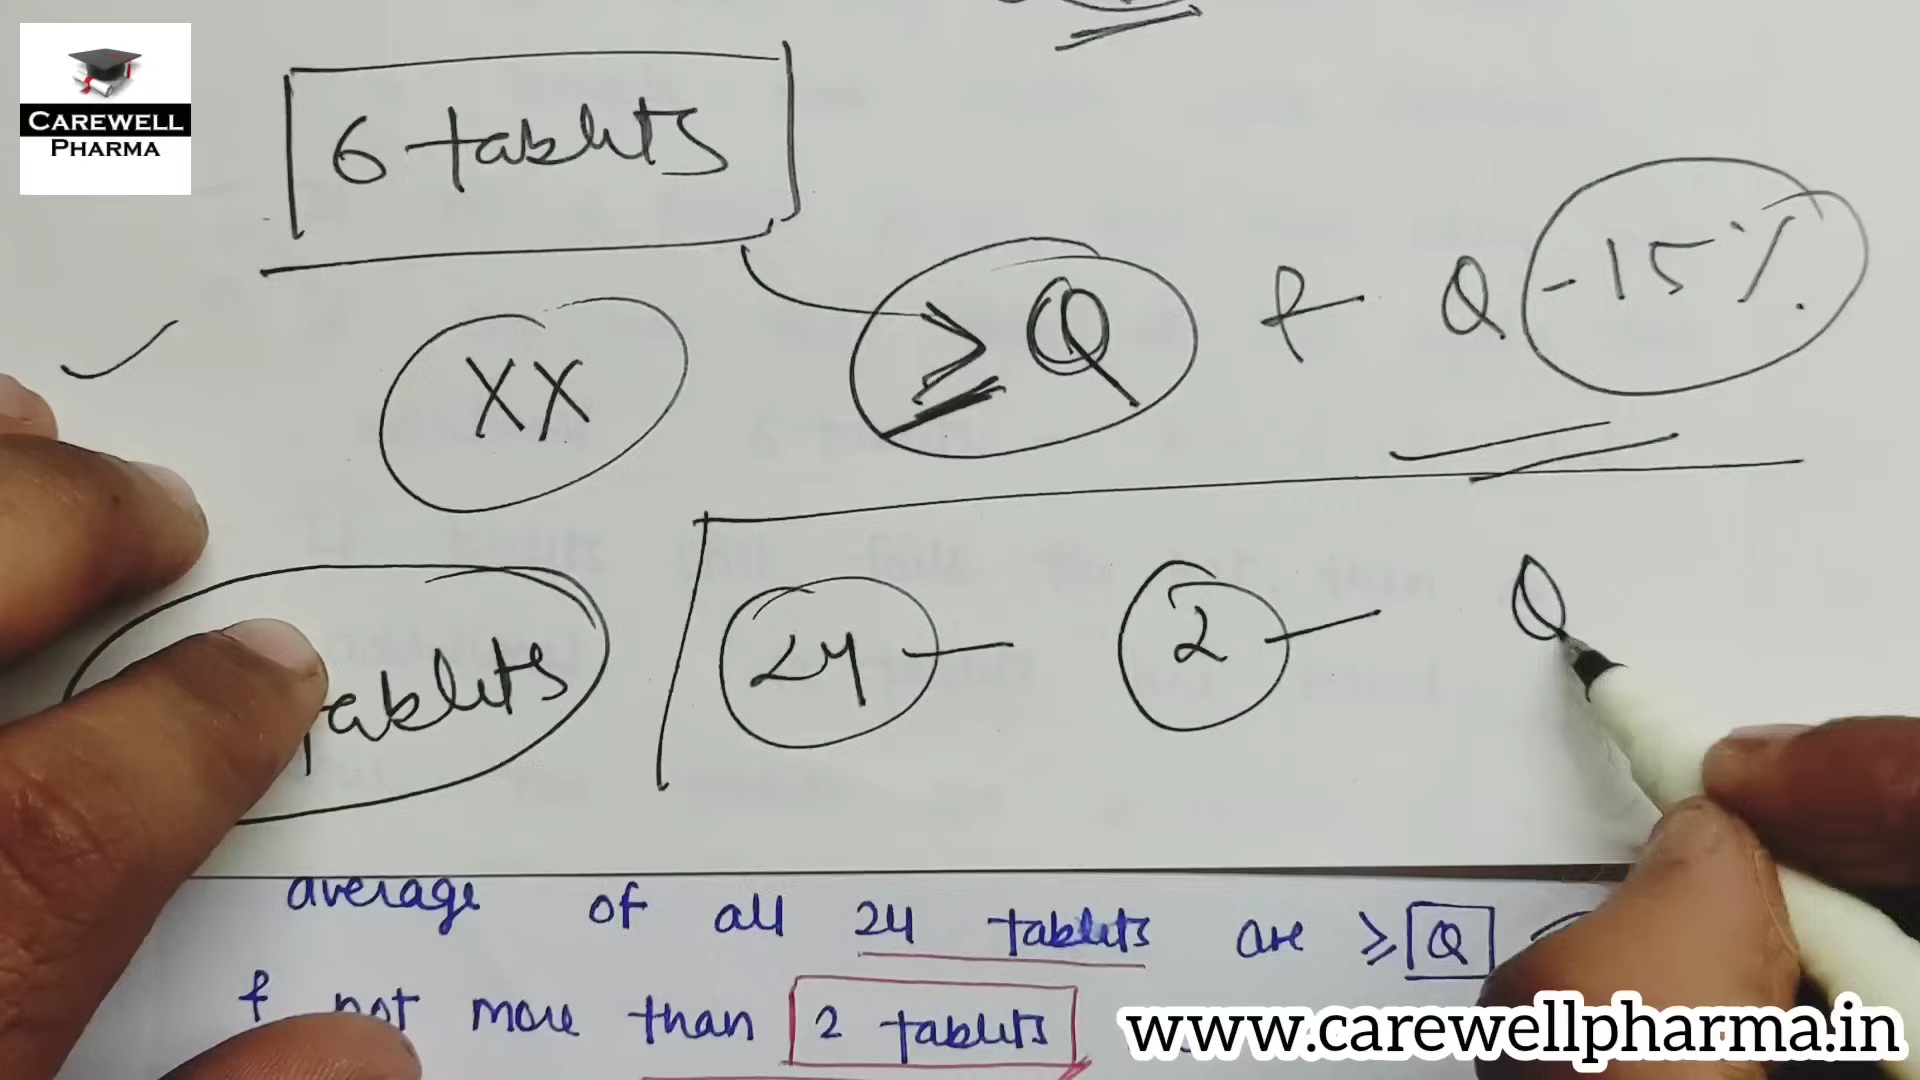 CAREWELL
PHARMA
6 tablets
≥ Q & Q -15%
XX
tablets 24 — 2 — Q
average of all 24 tablets are ≥ Q
& not more than 2 tablets
www.carewellpharma.in